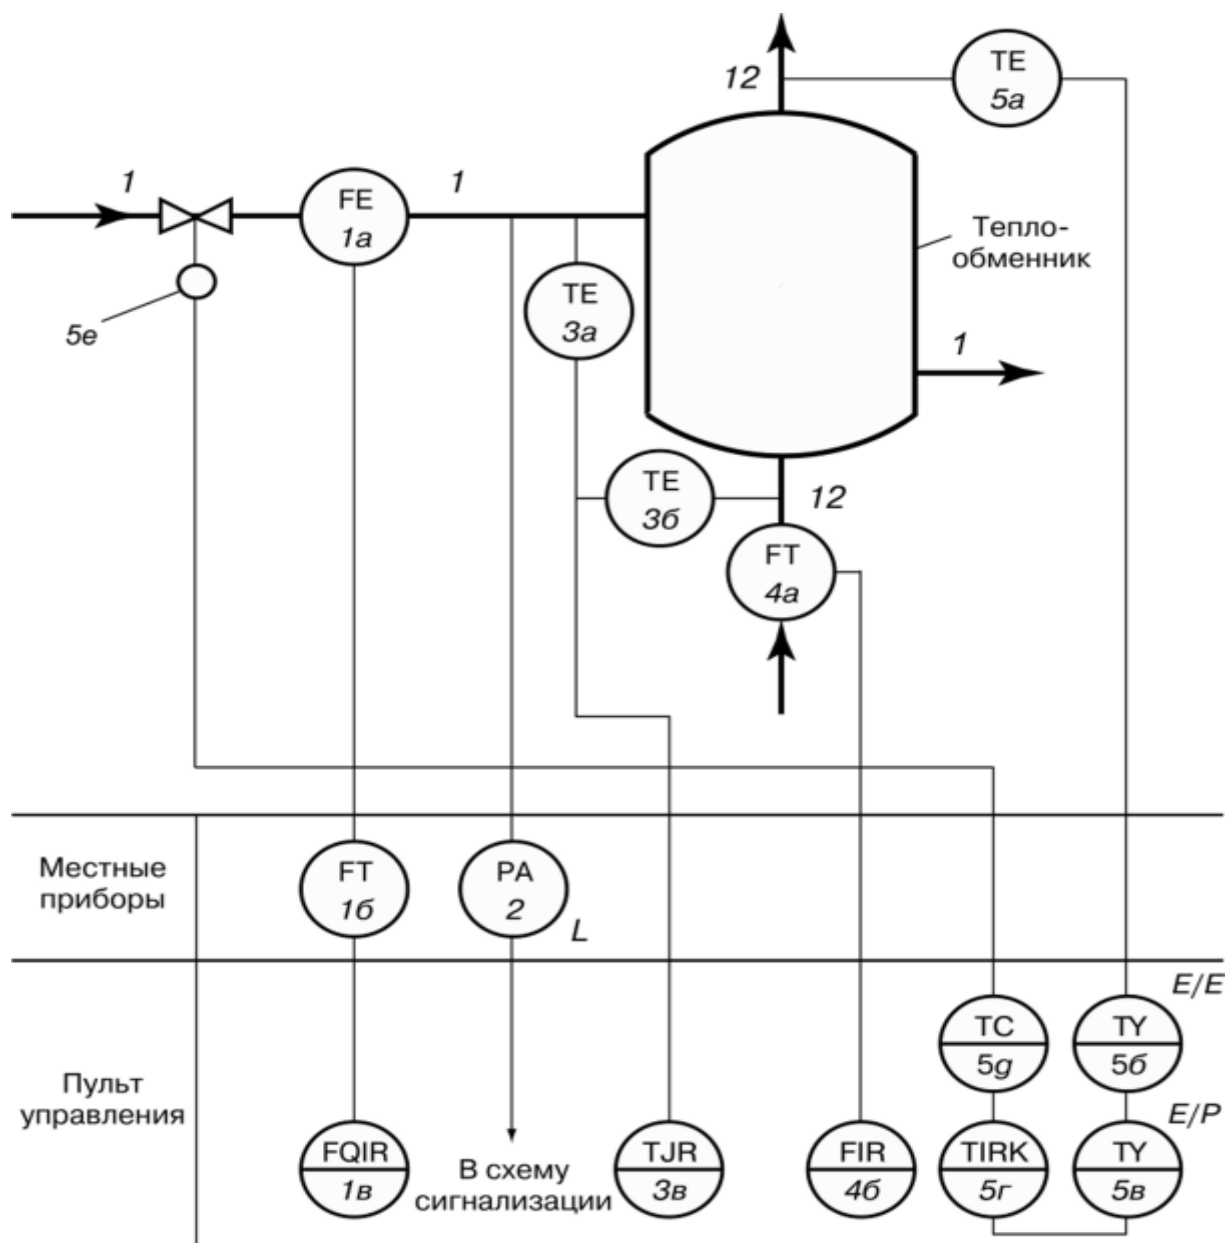 12
TE
5а
1
FE
1а
1
TE
3а
Тепло-
обменник
5е
1
TE
3б
12
FT
4а
Местные
приборы
FT
1б
PA
2
L
Пульт
управления
E/E
TC
5g
TY
5б
E/P
FQIR
1в
В схему
сигнализации
TJR
3в
FIR
4б
TIRK
5г
TY
5в